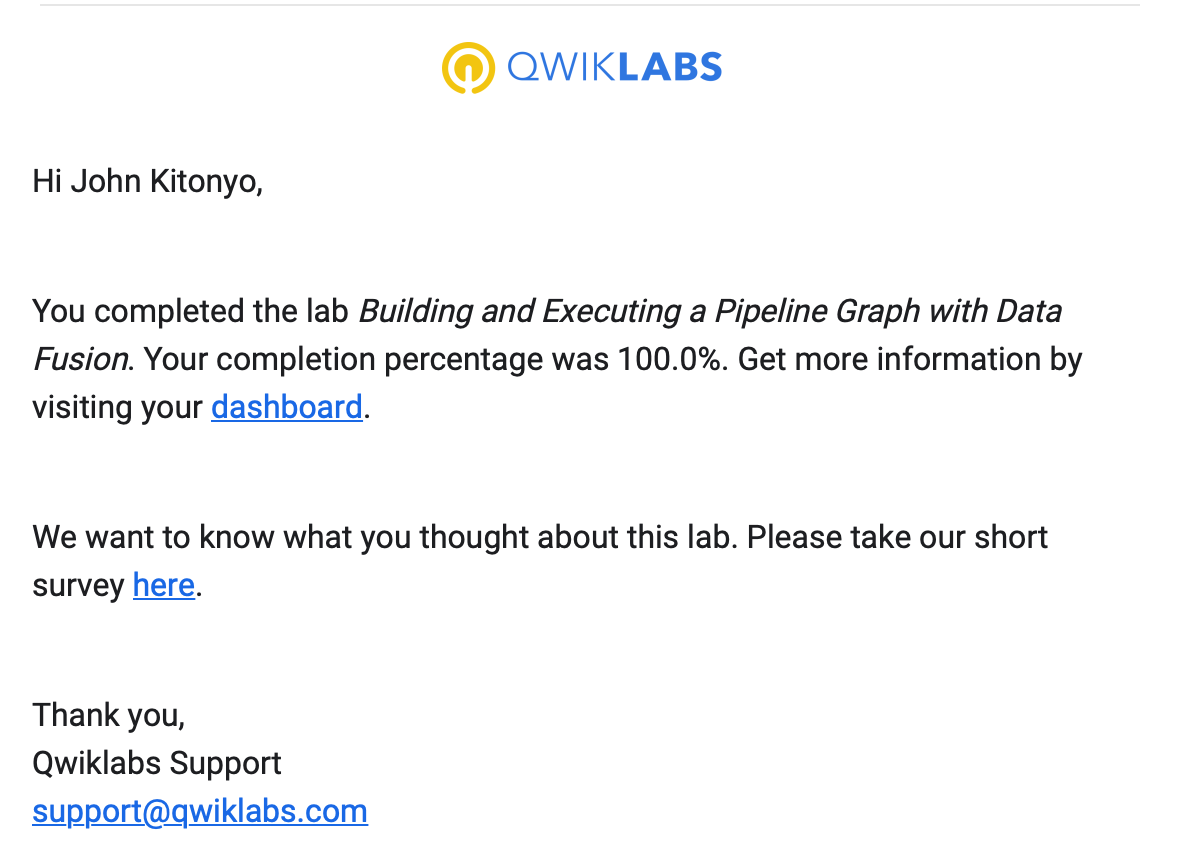 QWIKLABS
Hi John Kitonyo,
You completed the lab Building and Executing a Pipeline Graph with Data
Fusion. Your completion percentage was 100.0%. Get more information by
visiting your dashboard.
We want to know what you thought about this lab. Please take our short
survey here.
Thank you,
Qwiklabs Support
support@qwiklabs.com